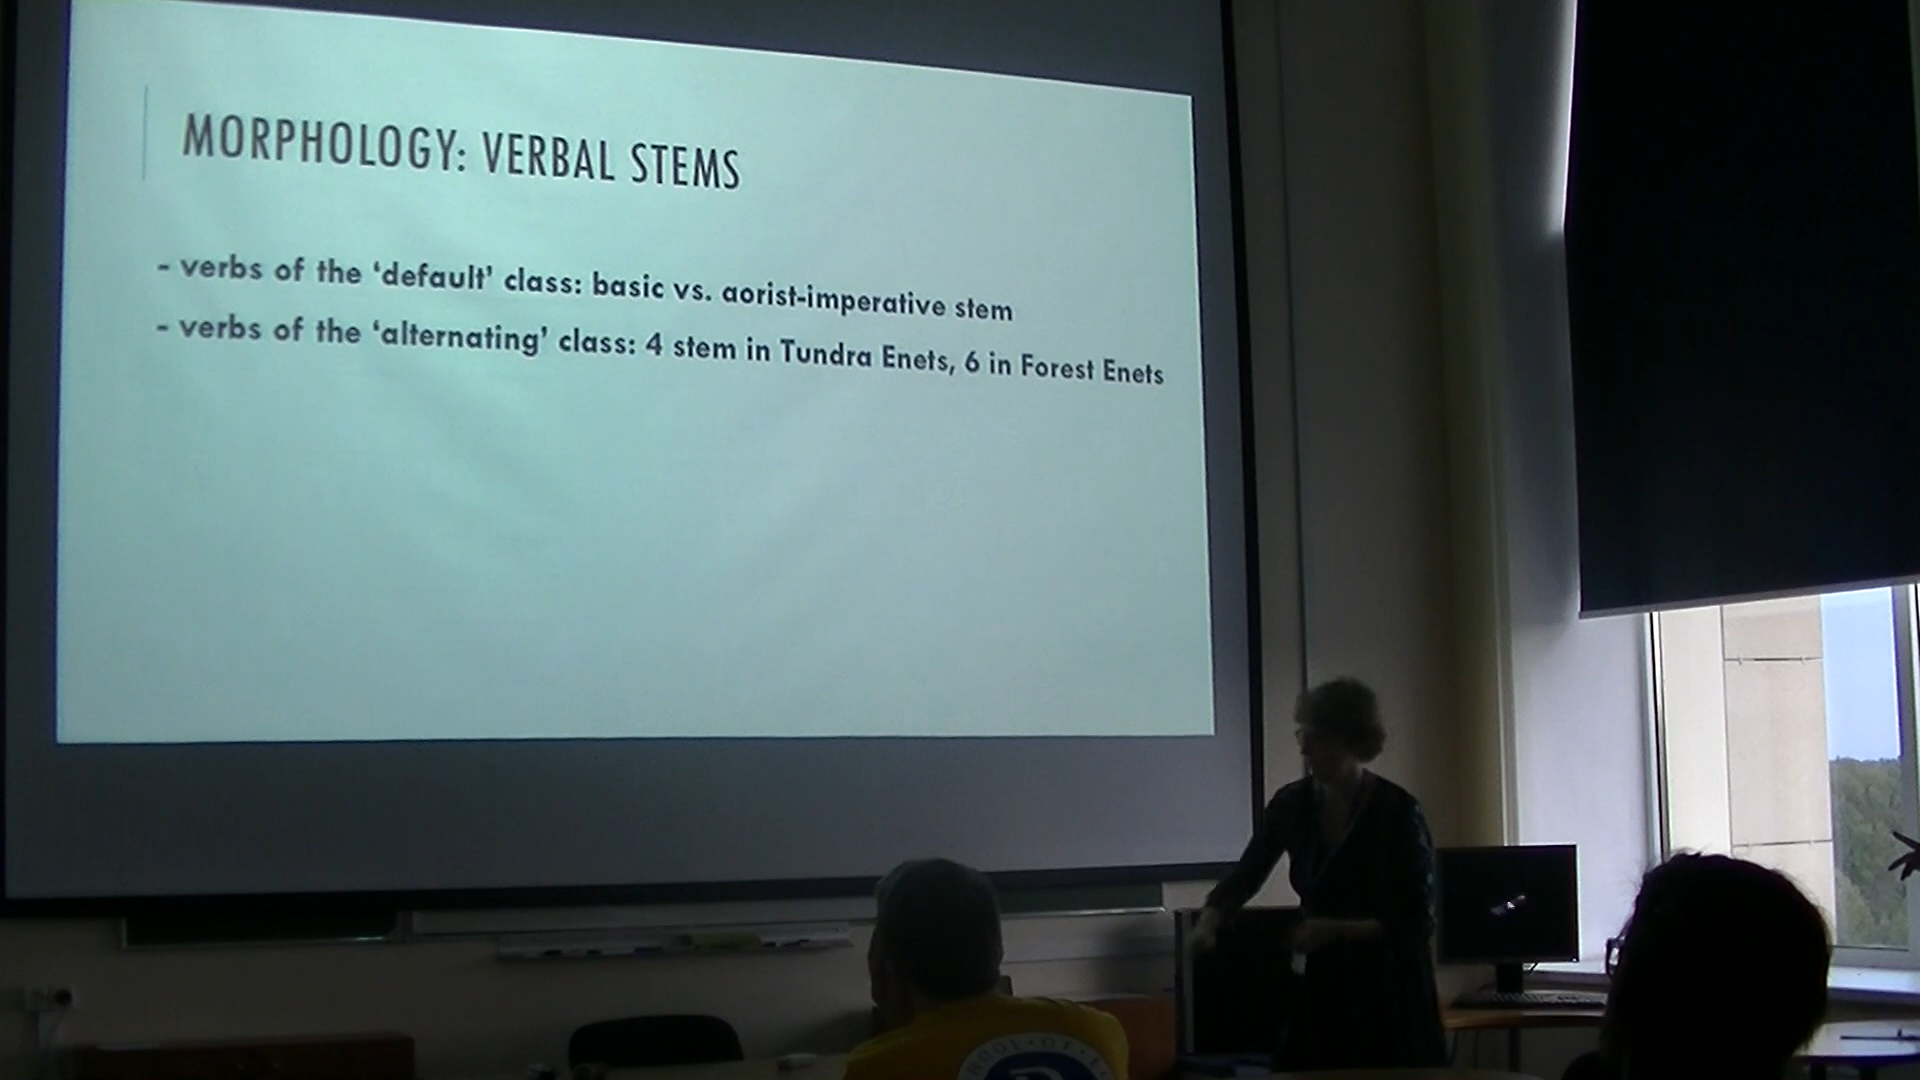 MORPHOLOGY: VERBAL STEMS
- verbs of the ‘default’ class: basic vs. aorist-imperative stem
- verbs of the ‘alternating’ class: 4 stem in Tundra Enets, 6 in Forest Enets